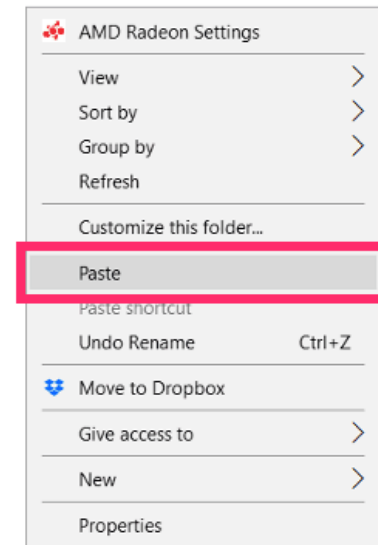 AMD Radeon Settings
View
Sort by
Group by
Refresh
Customize this folder...
Paste
Paste shortcut
Undo Rename Ctrl+Z
Move to Dropbox
Give access to
New
Properties